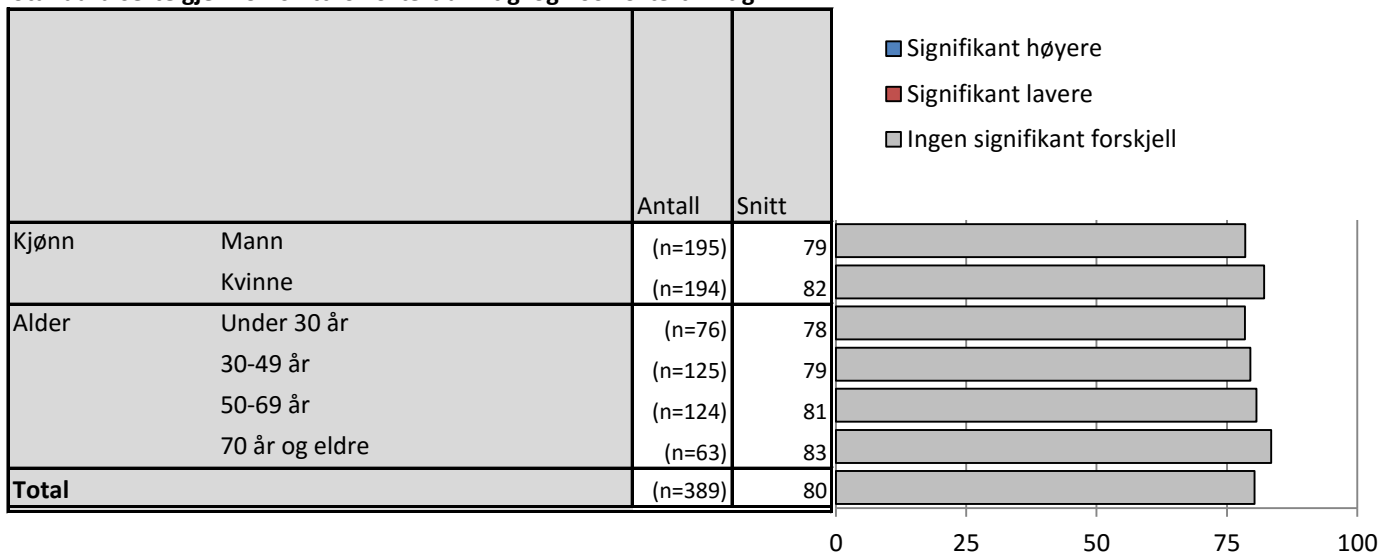 Signifikant høyere
Signifikant lavere
Ingen signifikant forskjell
Antall Snitt
Kjønn Mann (n=195) 79
Kvinne (n=194) 82
Alder Under 30 år (n=76) 78
30-49 år (n=125) 79
50-69 år (n=124) 81
70 år og eldre (n=63) 83
Total (n=389) 80
0 25 50 75 100